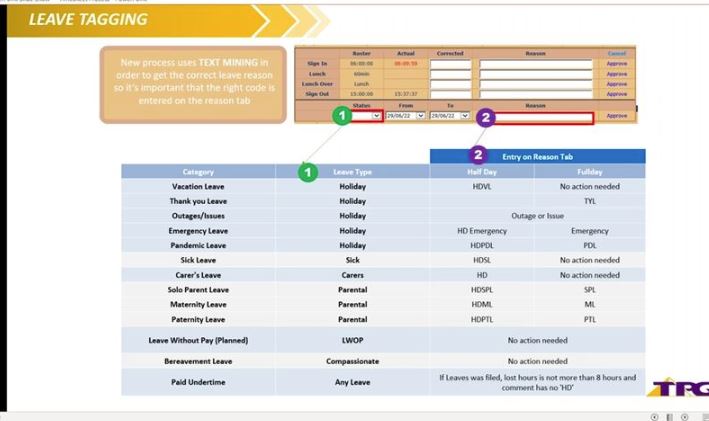 LEAVE TAGGING
New process uses TEXT MINING in
order to get the correct leave reason
so it's important that the right code is
entered on the reason tab
Roster Actual Corrected Reason Cancel
Sign In 06:00:00 06:09:59 Approve
Lunch 60min Approve
Lunch Over Lunch Approve
Sign Out 15:00:00 15:37:37 Approve
Status From To Reason
1 29/06/22 29/06/22 2 Approve
2 Entry on Reason Tab
Category 1 Leave Type Half Day Fullday
Vacation Leave Holiday HDVL No action needed
Thank you Leave Holiday TYL
Outages/Issues Holiday Outage or Issue
Emergency Leave Holiday HD Emergency Emergency
Pandemic Leave Holiday HDPDL PDL
Sick Leave Sick HDSL No action needed
Carer's Leave Carers HD No action needed
Solo Parent Leave Parental HDSPL SPL
Maternity Leave Parental HDML ML
Paternity Leave Parental HDPTL PTL
Leave Without Pay (Planned) LWOP No action needed
Bereavement Leave Compassionate No action needed
Paid Undertime Any Leave If Leaves was filed, lost hours is not more than 8 hours and
comment has no 'HD'
TPG